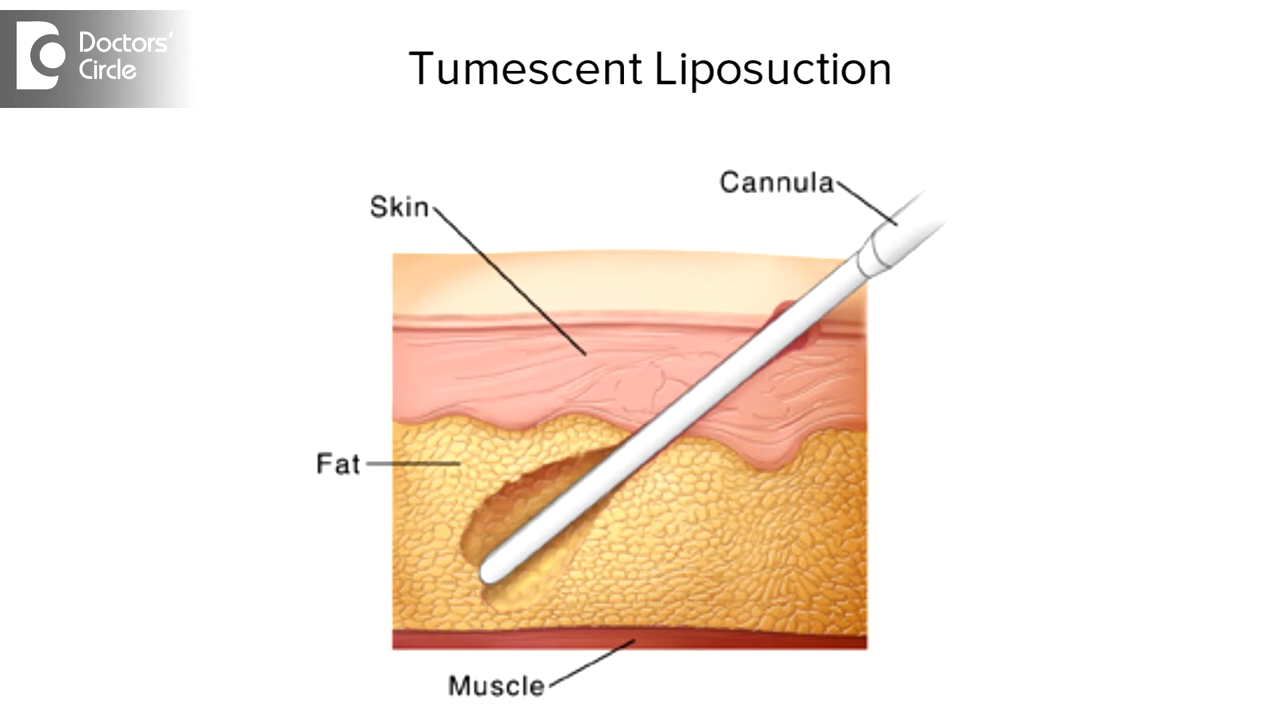 Doctors'
Circle
Tumescent Liposuction
Cannula
Skin
Fat
Muscle